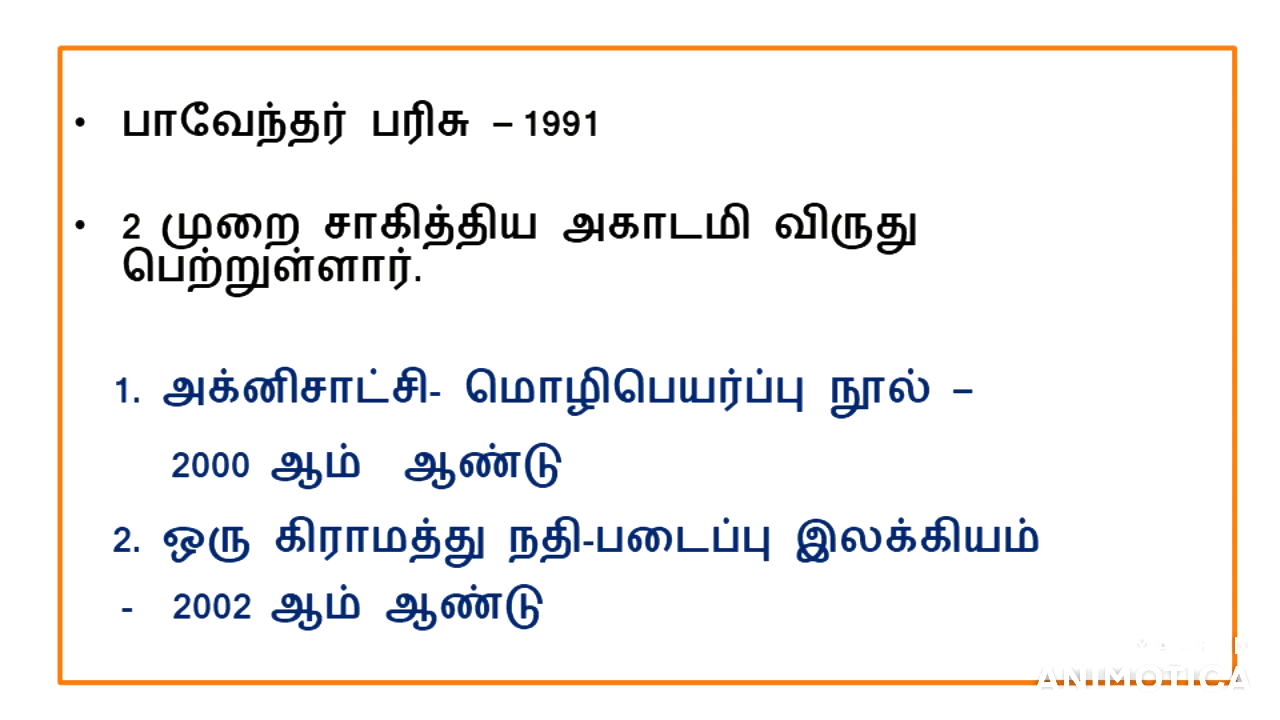 • பாவேந்தர் பரிசு – 1991
• 2 முறை சாகித்திய அகாடமி விருது
பெற்றுள்ளார்.
1. அக்னிசாட்சி- மொழிபெயர்ப்பு நூல் –
2000 ஆம் ஆண்டு
2. ஒரு கிராமத்து நதி-படைப்பு இலக்கியம்
- 2002 ஆம் ஆண்டு
ANIMOTICA